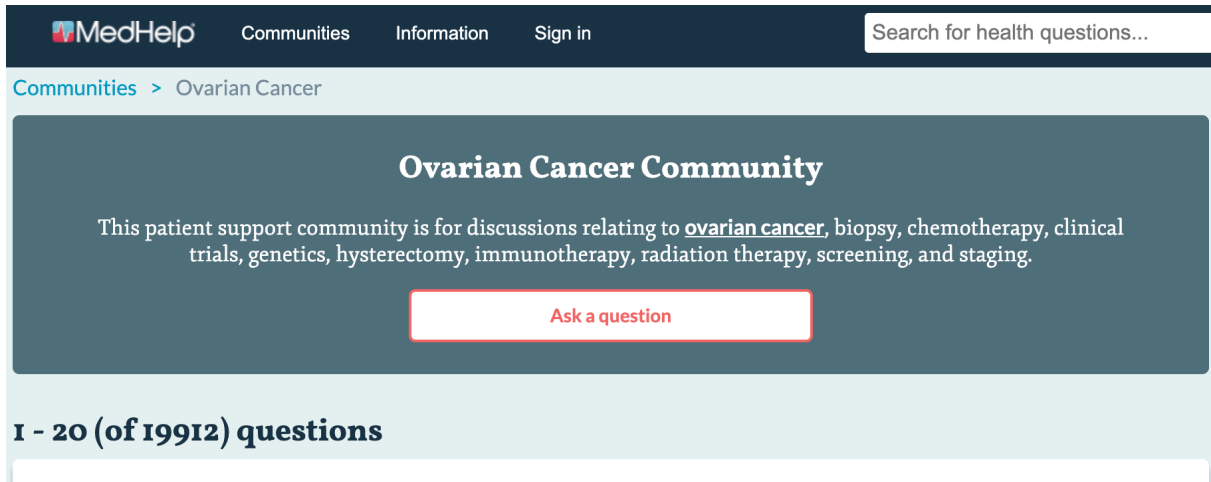 MedHelp Communities Information Sign in Search for health questions...
Communities > Ovarian Cancer
Ovarian Cancer Community
This patient support community is for discussions relating to ovarian cancer, biopsy, chemotherapy, clinical
trials, genetics, hysterectomy, immunotherapy, radiation therapy, screening, and staging.
Ask a question
1 - 20 (of 19912) questions